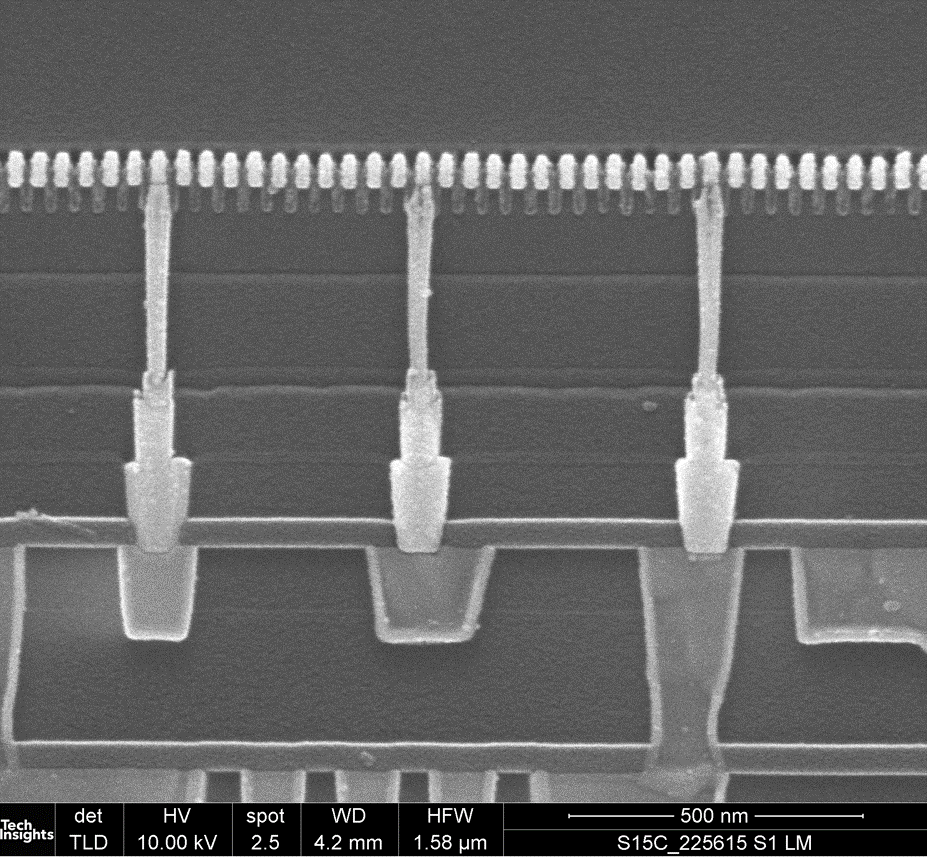 Tech
Insights
det
TLD
HV
10.00 kV
spot
2.5
WD
4.2 mm
HFW
1.58 µm
500 nm
S15C_225615 S1 LM